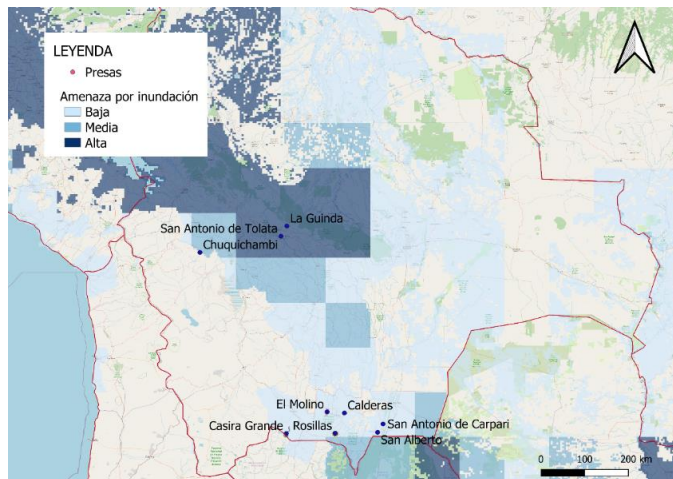 LEYENDA
Presas
Amenaza por inundación
Baja
Media
Alta
La Guinda
San Antonio de Tolata
Chuquichambi
El Molino
Calderas
San Antonio de Carpari
Casira Grande
Rosillas
San Alberto
0 100 200 km